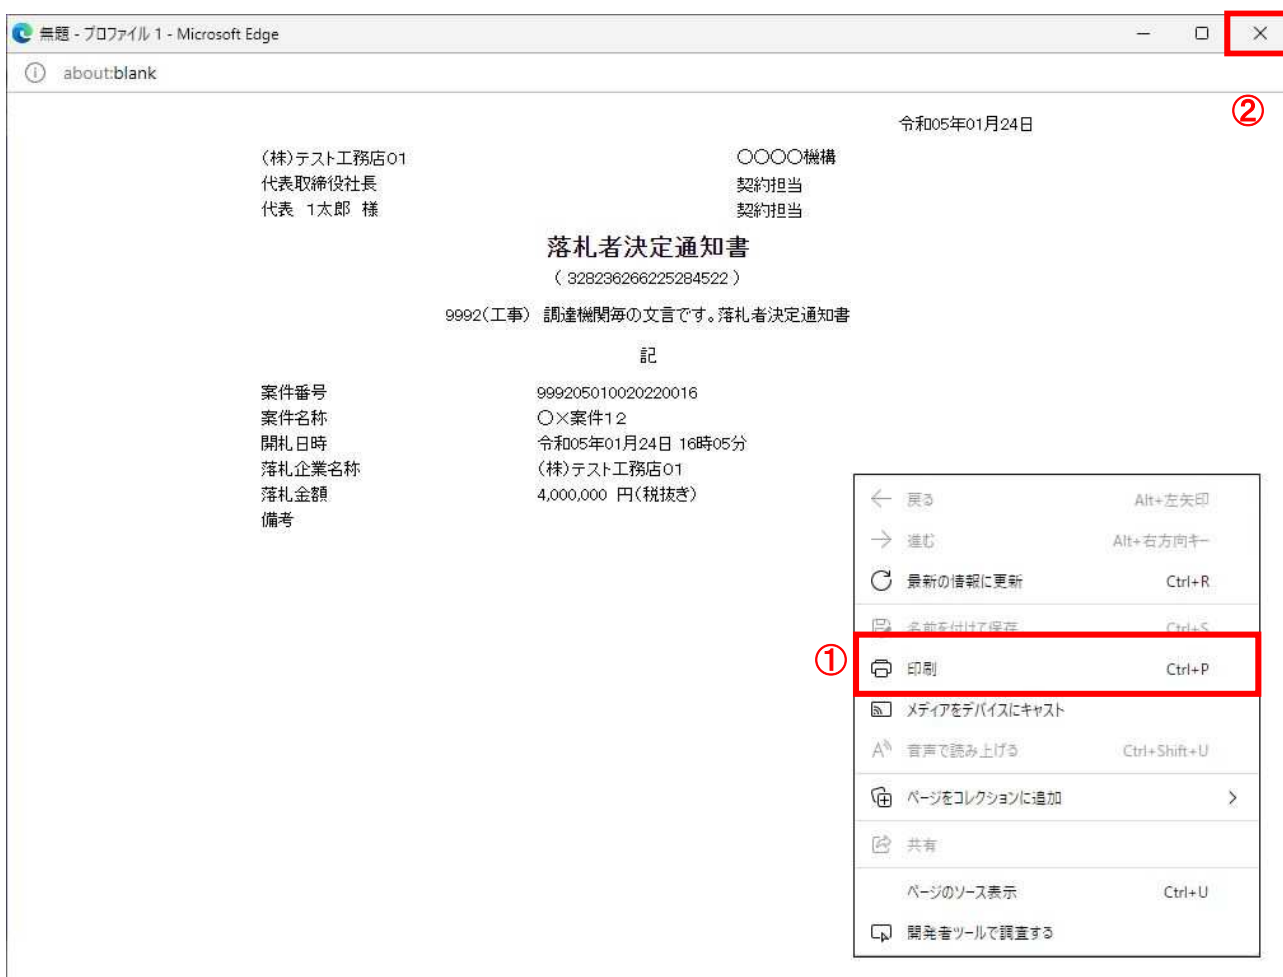 無題 - プロファイル 1 - Microsoft Edge
about:blank
②
令和05年01月24日
(株)テスト工務店01
〇〇〇〇機構
代表取締役社長
契約担当
代表 1太郎 様
契約担当
落札者決定通知書
( 328236266225284522 )
9992(工事) 調達機関毎の文言です。落札者決定通知書
記
案件番号 999205010020220016
案件名称 〇×案件12
開札日時 令和05年01月24日 16時05分
落札企業名称 (株)テスト工務店01
落札金額 4,000,000 円(税抜き)
備考
戻る Alt+左矢印
進む Alt+右方向キー
最新の情報に更新 Ctrl+R
名前を付けて保存 Ctrl+S
①
印刷 Ctrl+P
メディアをデバイスにキャスト
音声で読み上げる Ctrl+Shift+U
ページをコレクションに追加
共有
ページのソース表示 Ctrl+U
開発者ツールで調査する